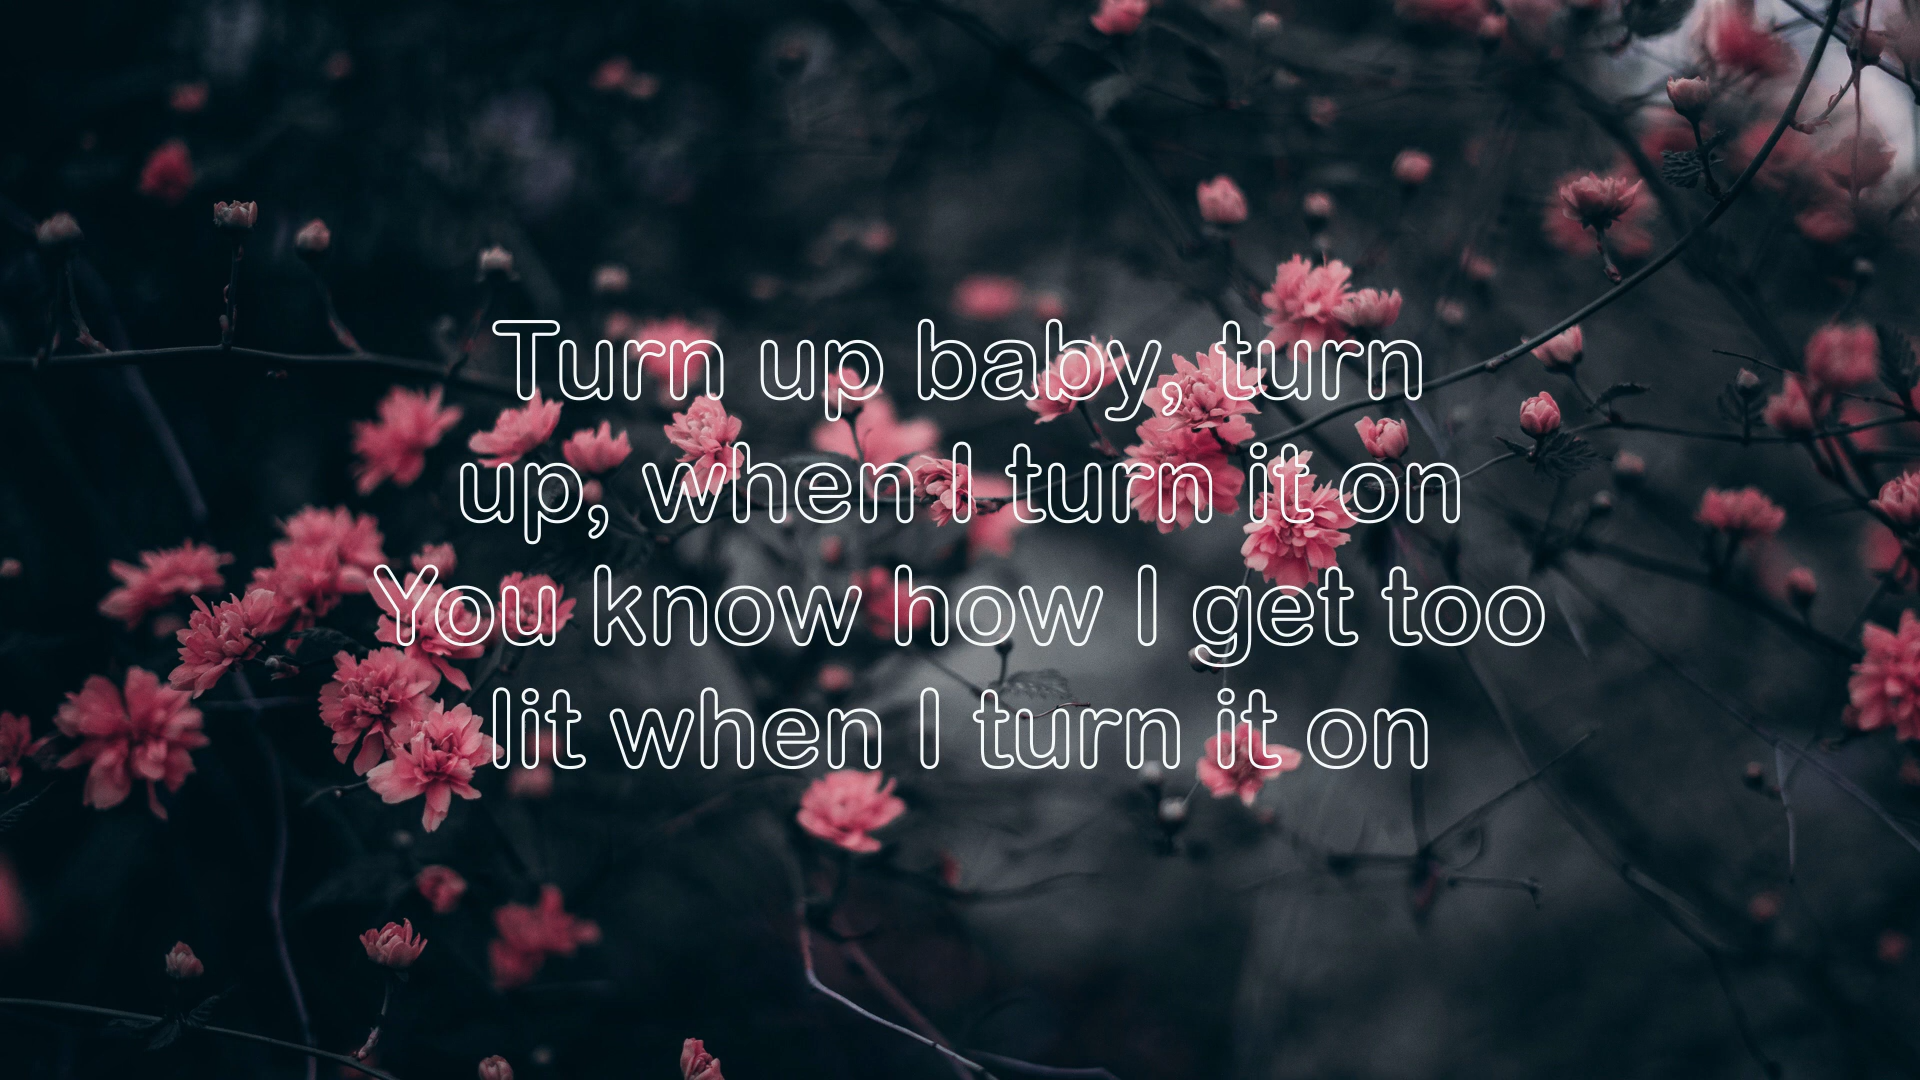 Turn up baby, turn
up, when I turn it on
You know how I get too
lit when I turn it on